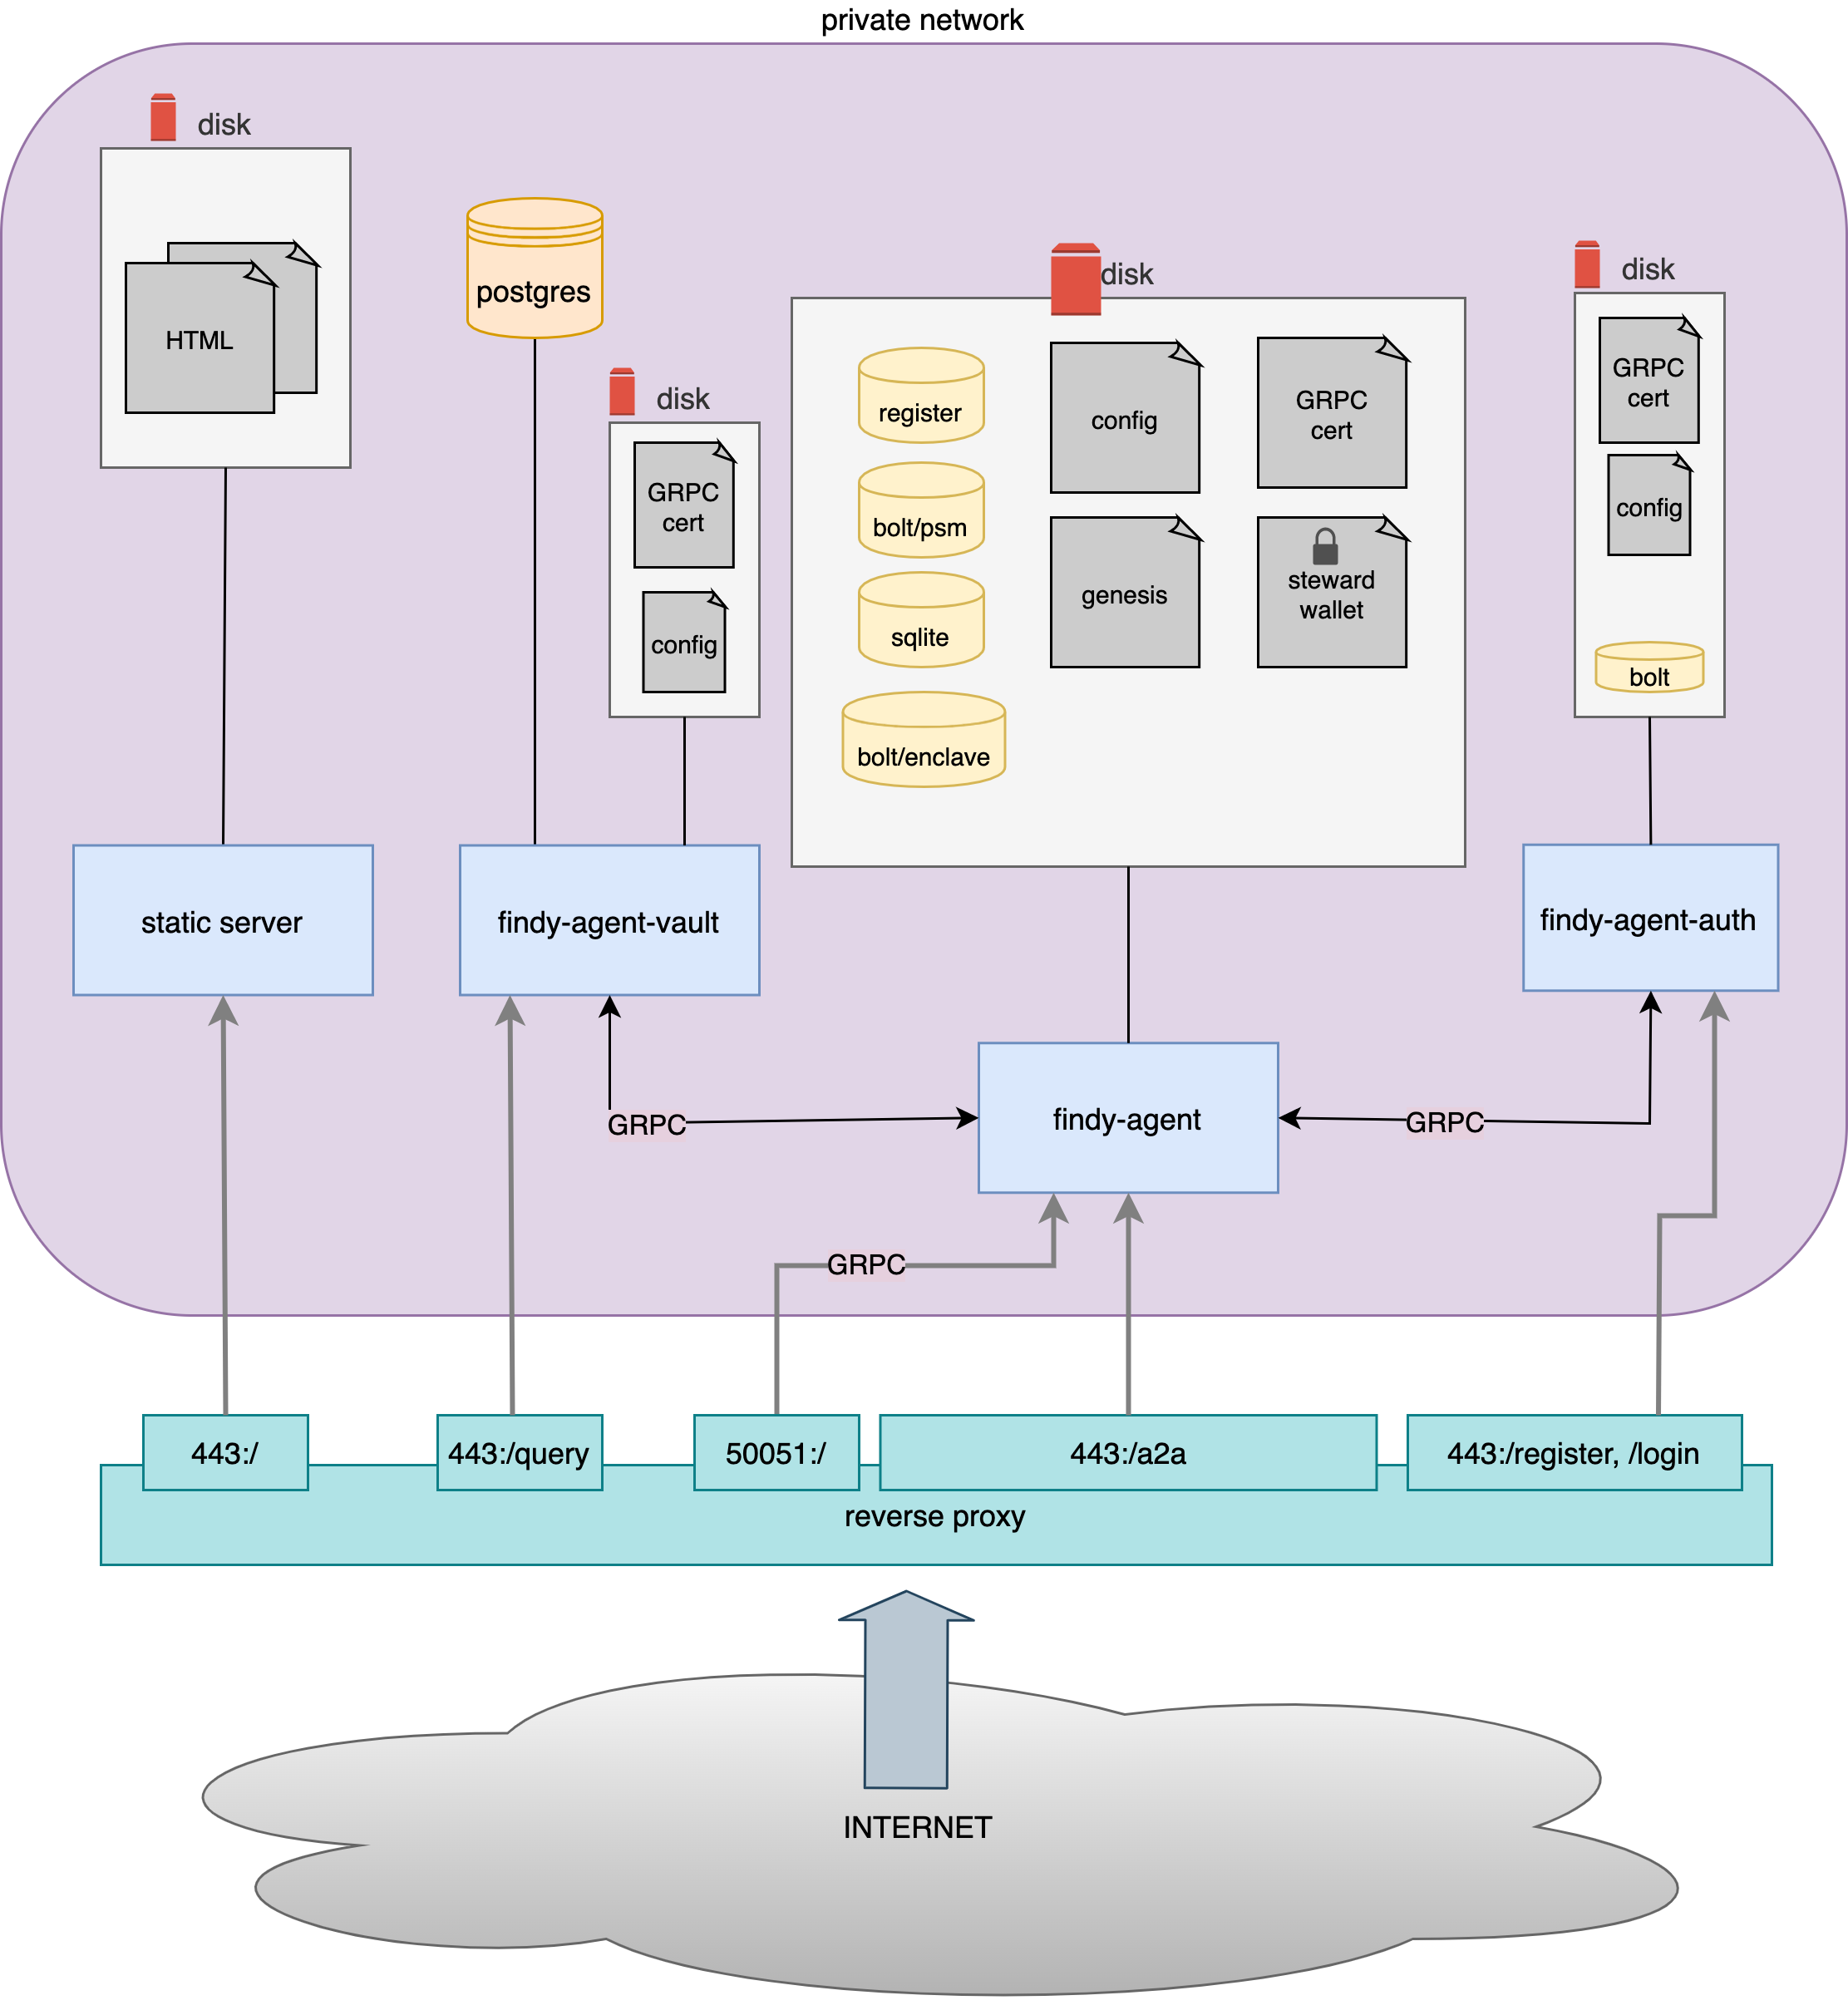 private network
disk
HTML
postgres
disk
GRPC
cert
config
disk
register
bolt/psm
sqlite
bolt/enclave
config
GRPC
cert
genesis
steward
wallet
disk
GRPC
cert
config
bolt
static server
findy-agent-vault
findy-agent-auth
findy-agent
GRPC
GRPC
GRPC
443:/
443:/query
50051:/
443:/a2a
443:/register, /login
reverse proxy
INTERNET